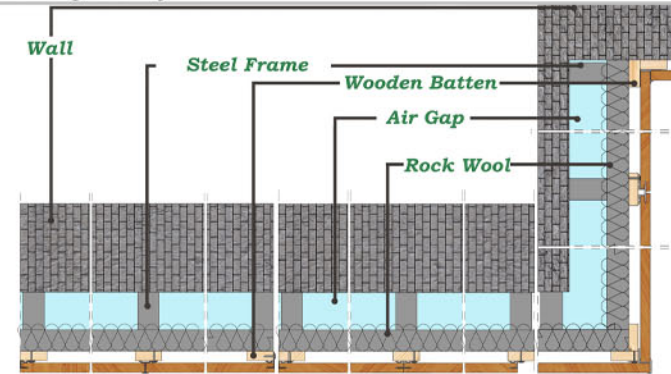 Wall
Steel Frame
Wooden Batten
Air Gap
Rock Wool